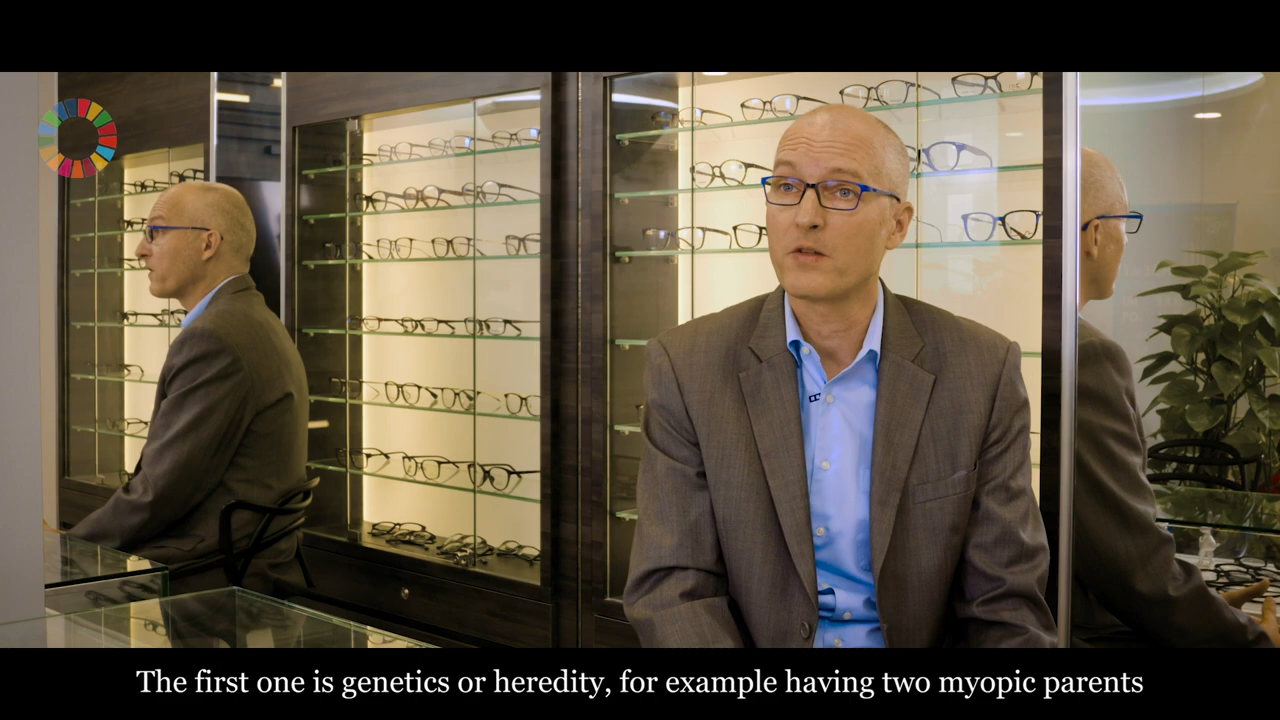 The first one is genetics or heredity, for example having two myopic parents